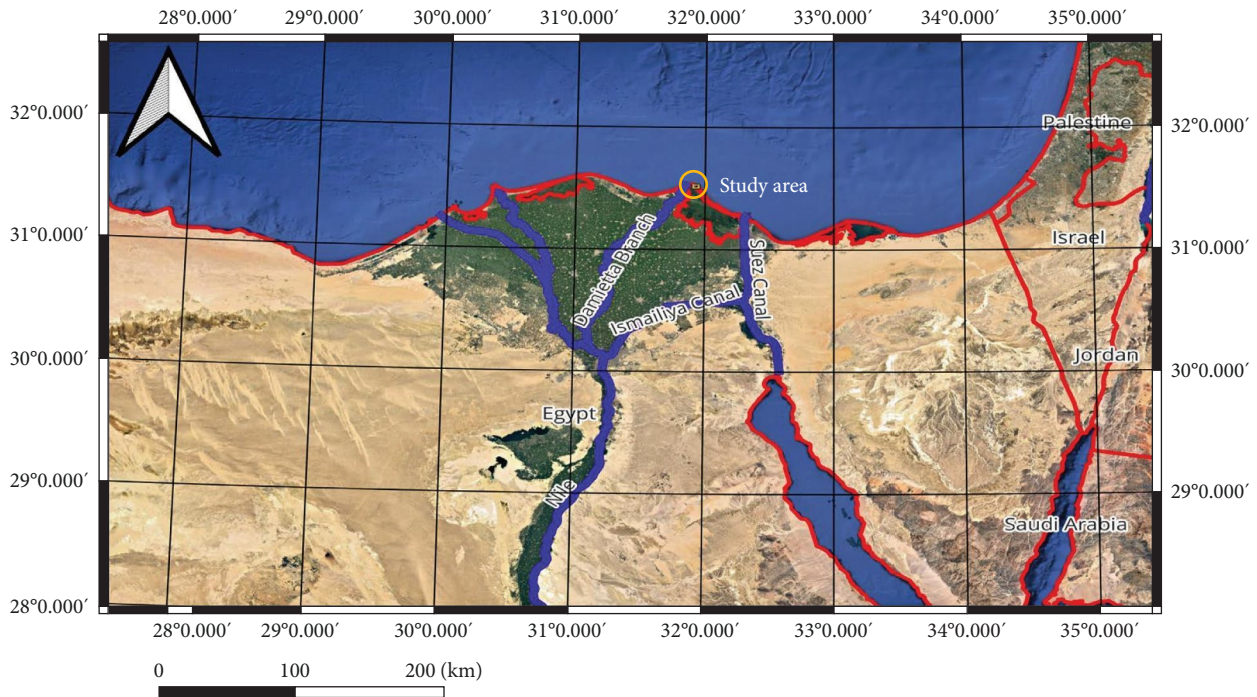 28°0.000′ 29°0.000′ 30°0.000′ 31°0.000′ 32°0.000′ 33°0.000′ 34°0.000′ 35°0.000′
32°0.000′
32°0.000′
Palestine
Study area
31°0.000′
Damietta Branch
Suez Canal
Israel
31°0.000′
Ismailiya Canal
30°0.000′
Jordan
30°0.000′
Egypt
29°0.000′
Nile
29°0.000′
Saudi Arabia
28°0.000′
28°0.000′ 29°0.000′ 30°0.000′ 31°0.000′ 32°0.000′ 33°0.000′ 34°0.000′ 35°0.000′
0 100 200 (km)